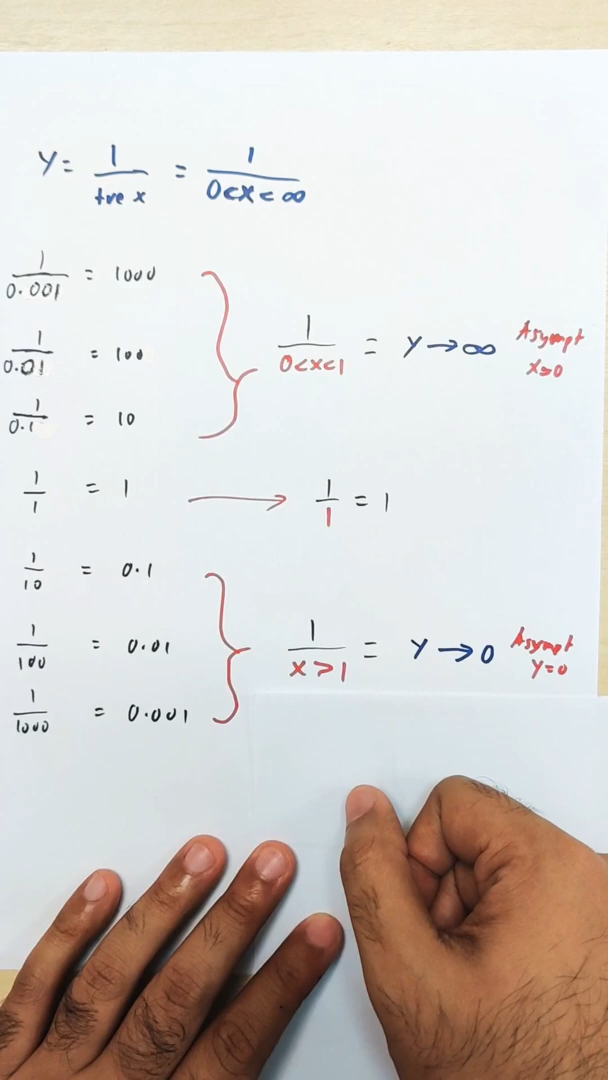 Y = 1/+ve x = 1/0<x<∞
1/0.001 = 1000
1/0.01 = 100
1/0.1 = 10
1/0<x<1 = Y→∞ Asympt x=0
1/1 = 1 → 1/1 = 1
1/10 = 0.1
1/100 = 0.01
1/1000 = 0.001
1/x>1 = Y→0 Asympt Y=0